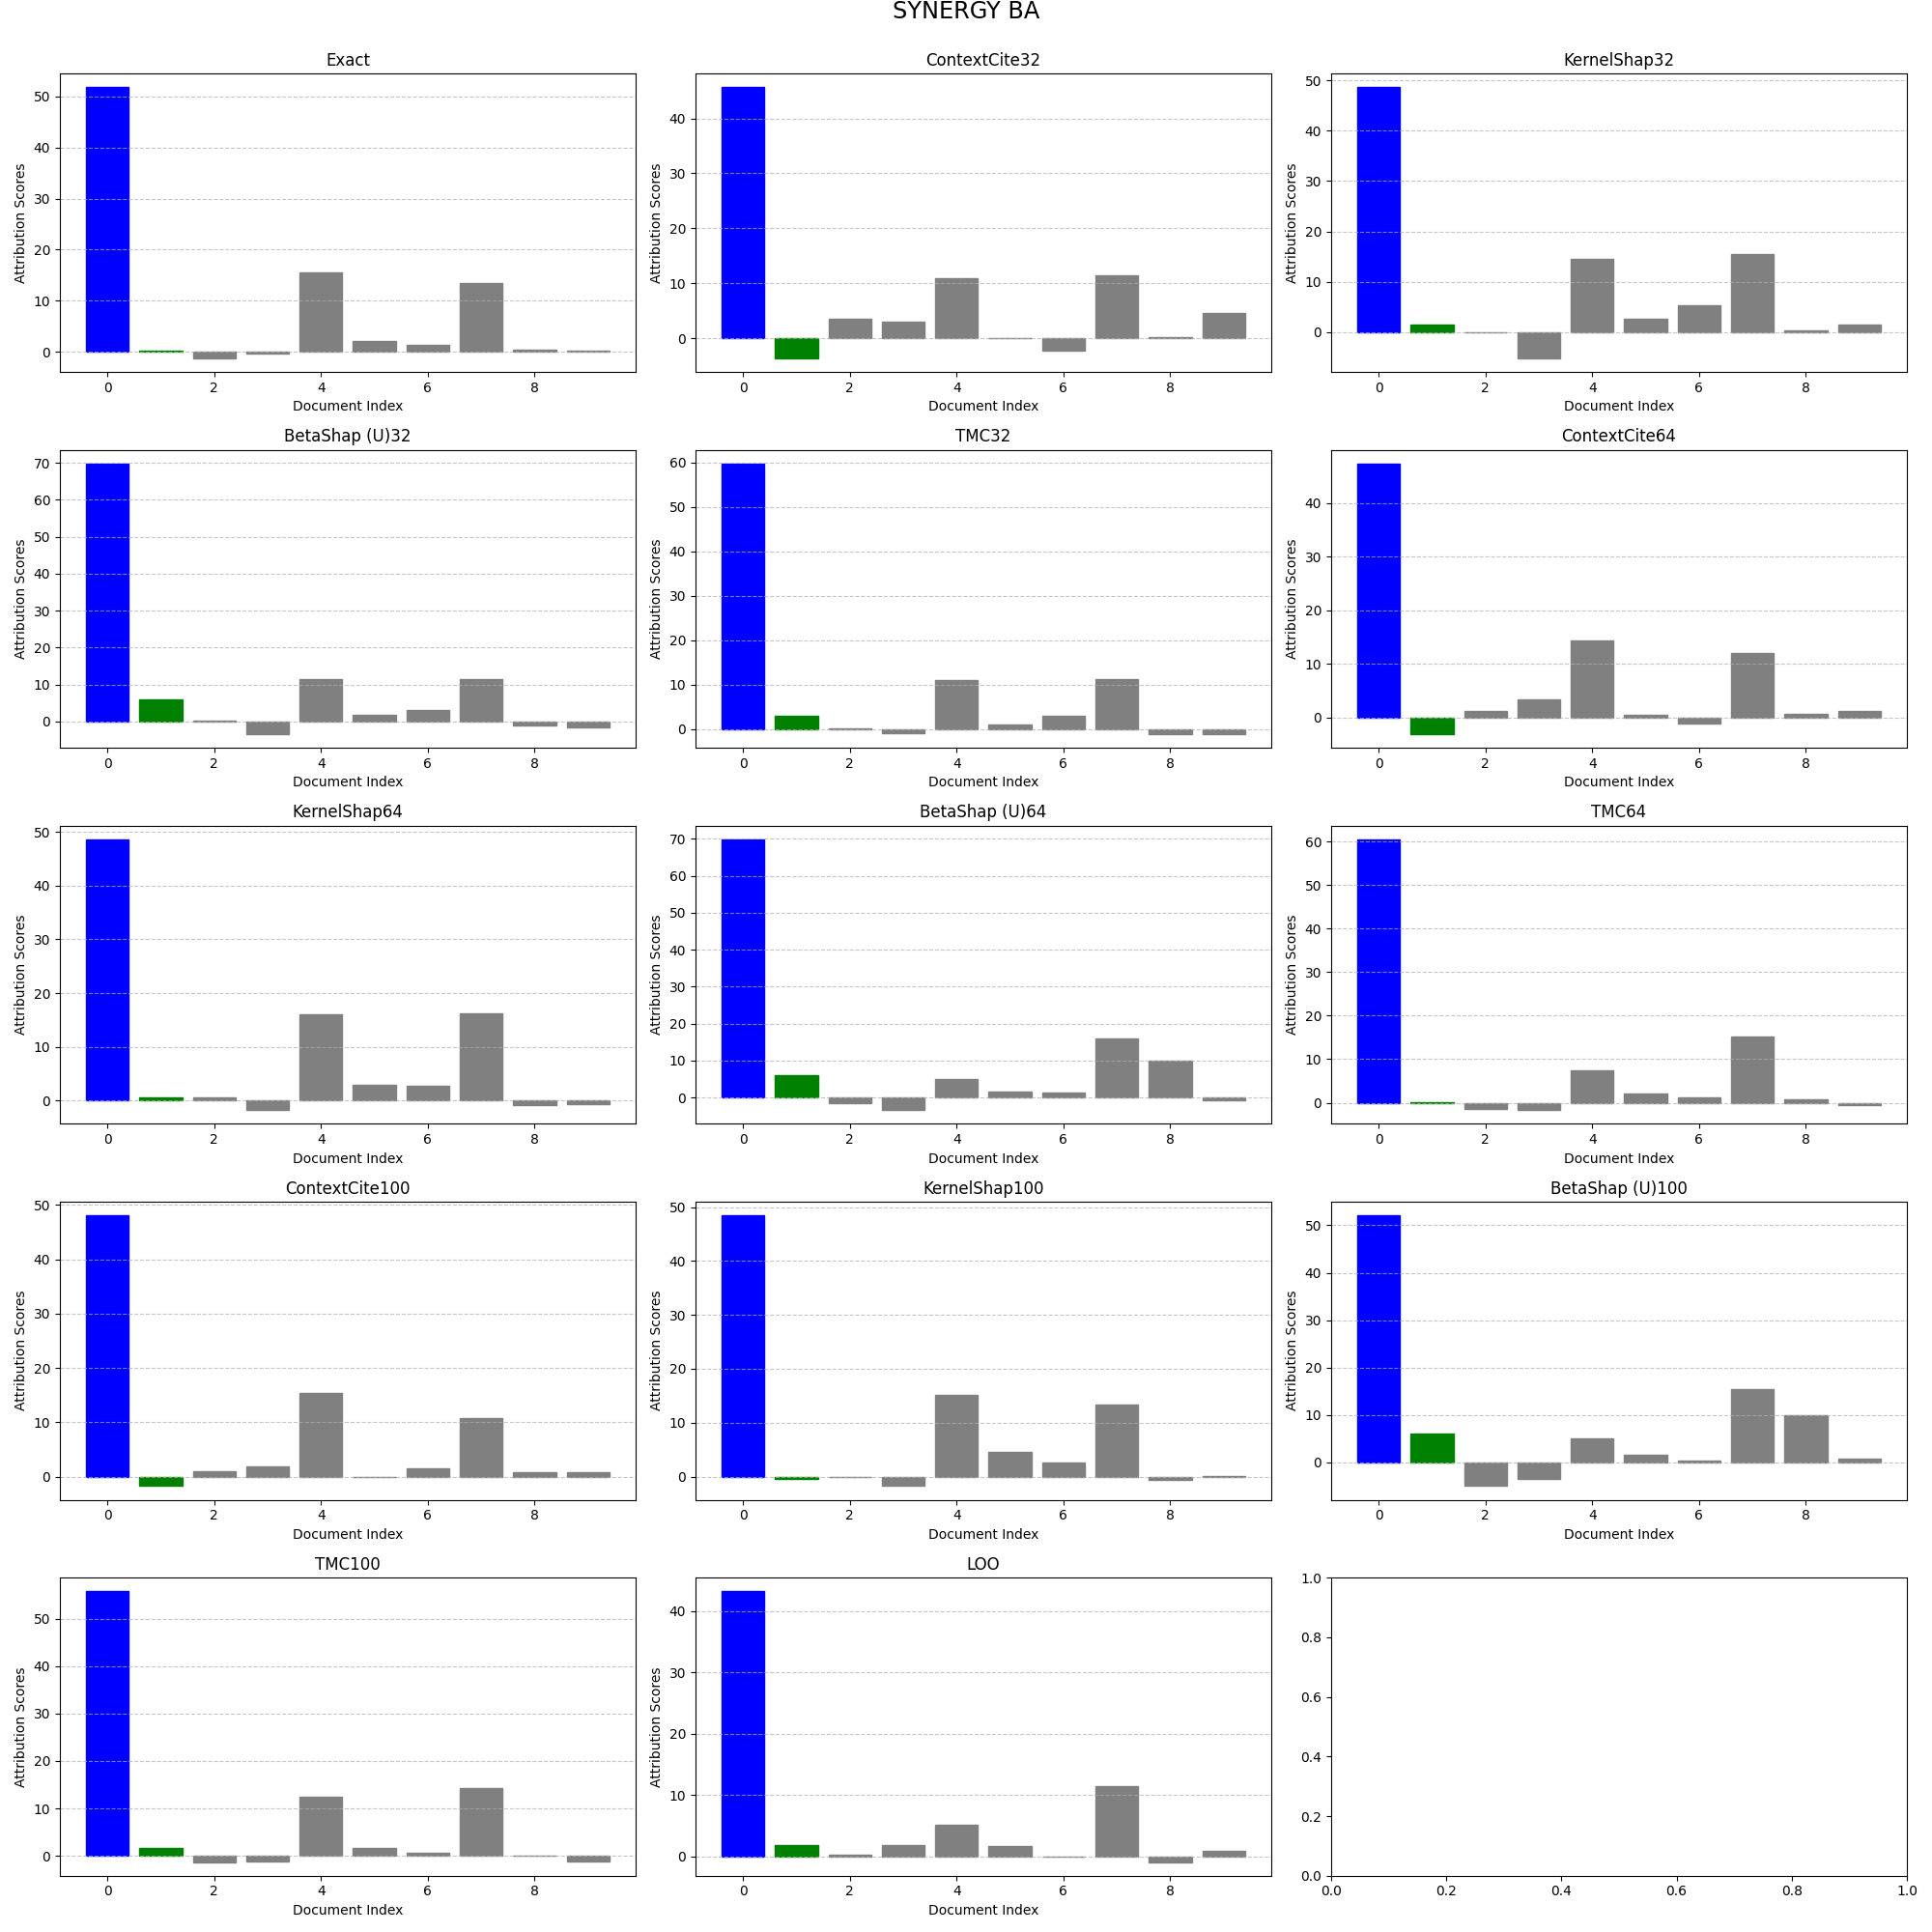 SYNERGY BA
Exact
Attribution Scores
50
40
30
20
10
0
0 2 4 6 8
Document Index
ContextCite32
Attribution Scores
40
30
20
10
0
0 2 4 6 8
Document Index
KernelShap32
Attribution Scores
50
40
30
20
10
0
0 2 4 6 8
Document Index
BetaShap (U)32
Attribution Scores
70
60
50
40
30
20
10
0
0 2 4 6 8
Document Index
TMC32
Attribution Scores
60
50
40
30
20
10
0
0 2 4 6 8
Document Index
ContextCite64
Attribution Scores
40
30
20
10
0
0 2 4 6 8
Document Index
KernelShap64
Attribution Scores
50
40
30
20
10
0
0 2 4 6 8
Document Index
BetaShap (U)64
Attribution Scores
70
60
50
40
30
20
10
0
0 2 4 6 8
Document Index
TMC64
Attribution Scores
60
50
40
30
20
10
0
0 2 4 6 8
Document Index
ContextCite100
Attribution Scores
50
40
30
20
10
0
0 2 4 6 8
Document Index
KernelShap100
Attribution Scores
50
40
30
20
10
0
0 2 4 6 8
Document Index
BetaShap (U)100
Attribution Scores
50
40
30
20
10
0
0 2 4 6 8
Document Index
TMC100
Attribution Scores
50
40
30
20
10
0
0 2 4 6 8
Document Index
LOO
Attribution Scores
40
30
20
10
0
0 2 4 6 8
Document Index
1.0
0.8
0.6
0.4
0.2
0.0
0.0 0.2 0.4 0.6 0.8 1.0